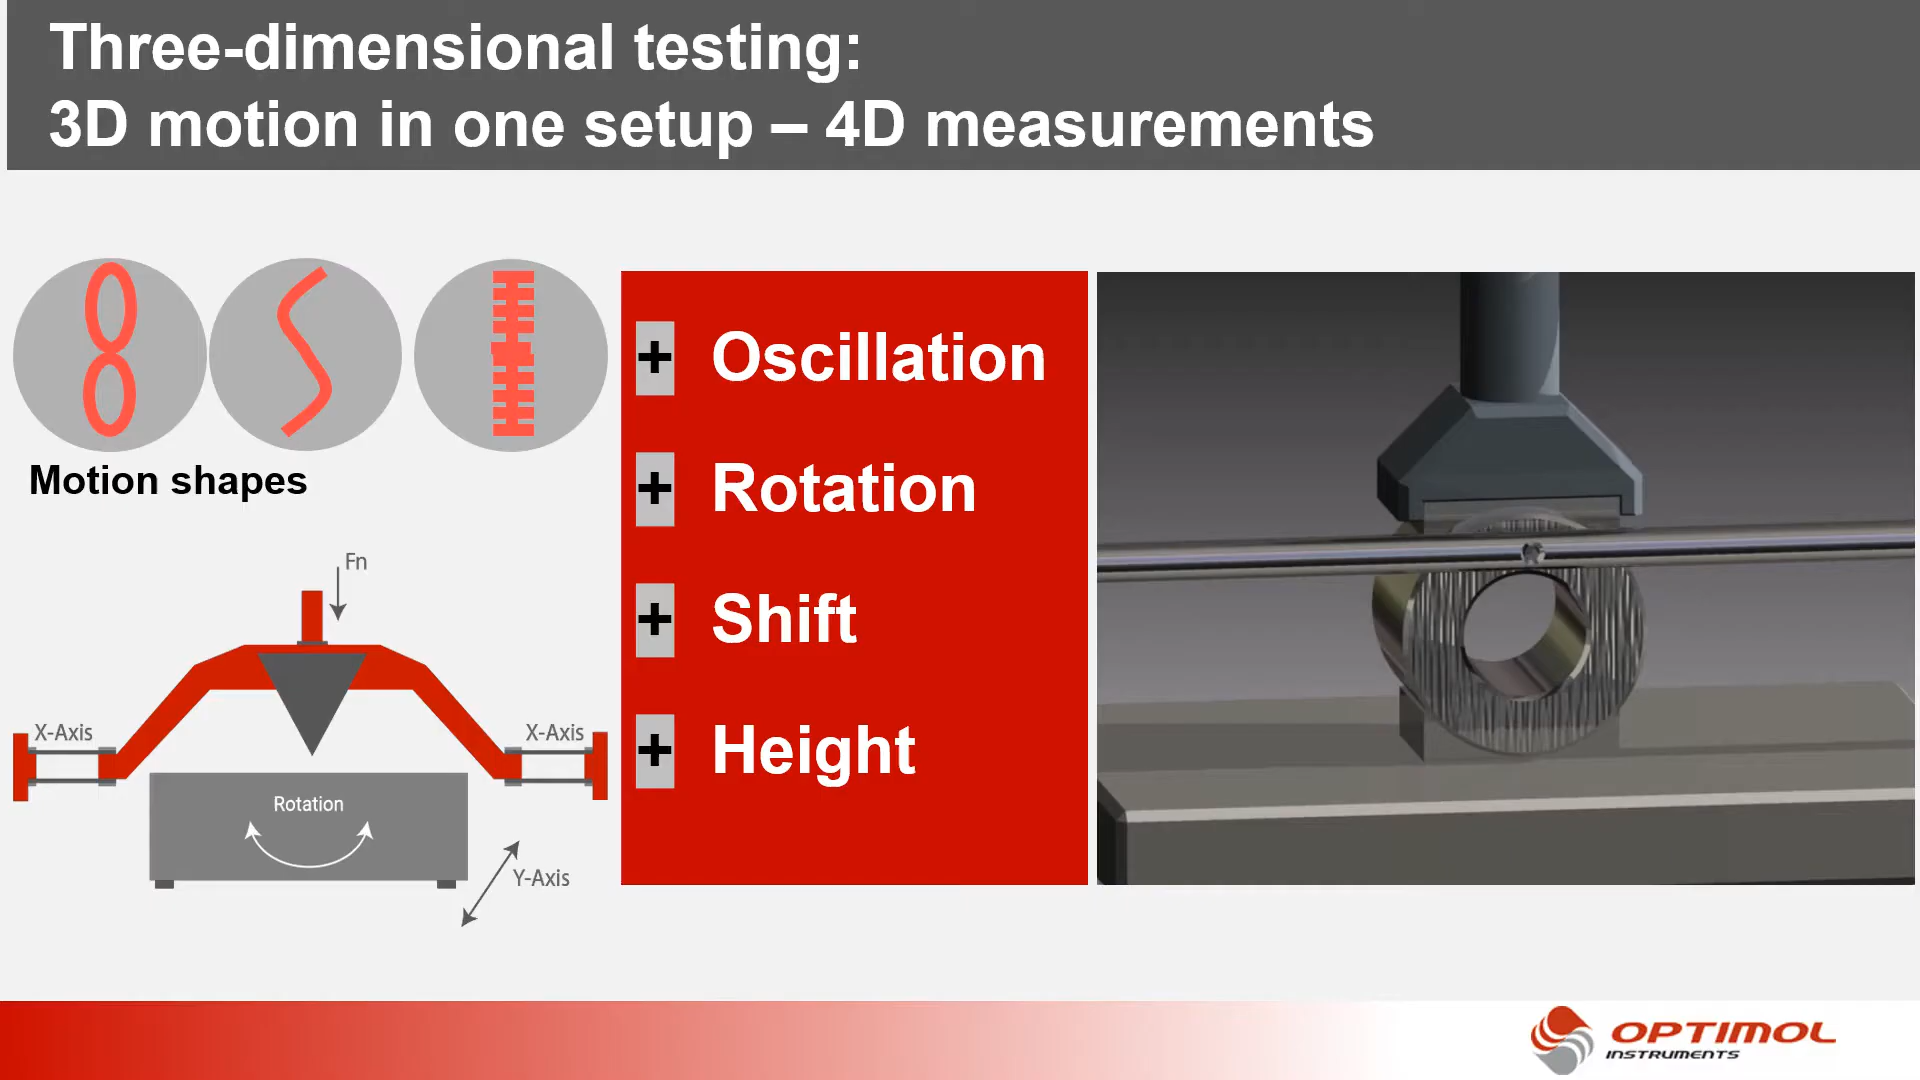 Three-dimensional testing:
3D motion in one setup – 4D measurements
Motion shapes
Fn
X-Axis
X-Axis
Rotation
Y-Axis
+ Oscillation
+ Rotation
+ Shift
+ Height
OPTIMOL
INSTRUMENTS